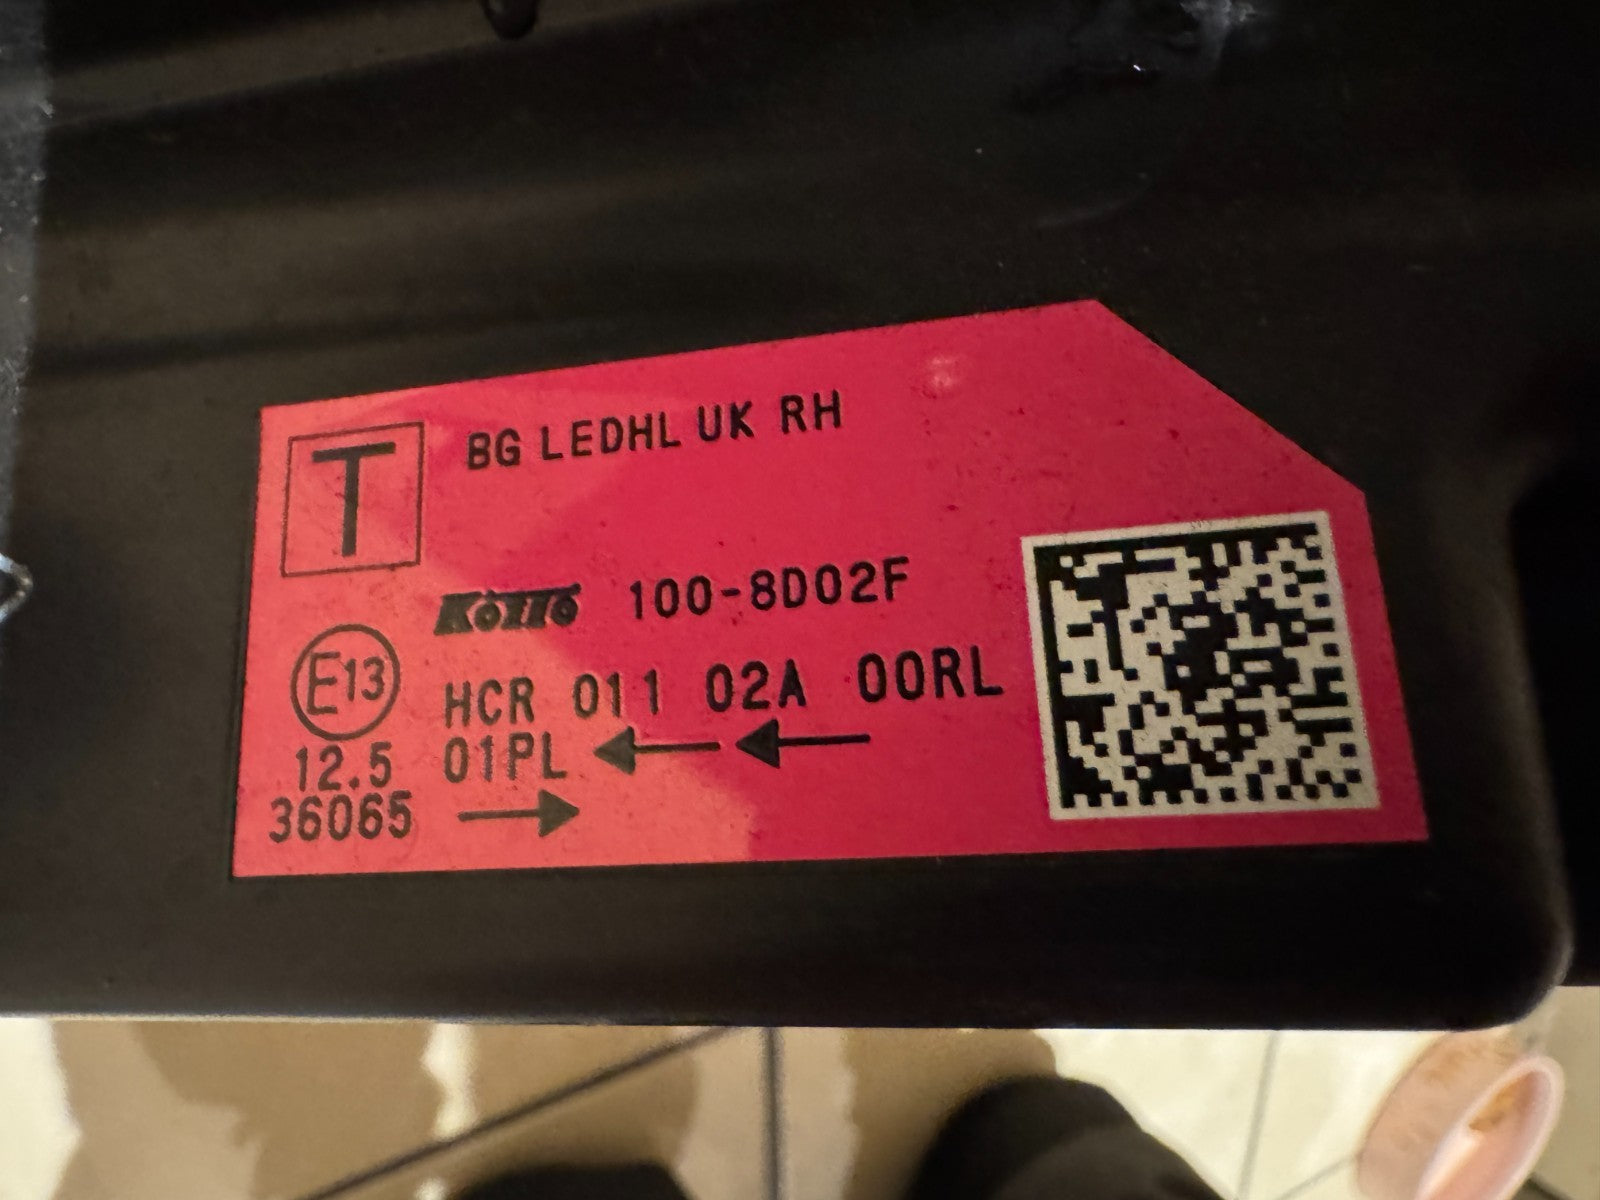 T
BG LEDHL UK RH
KOITO 100-8D02F
E13
HCR 011 02A 00RL
12.5 01PL
36065